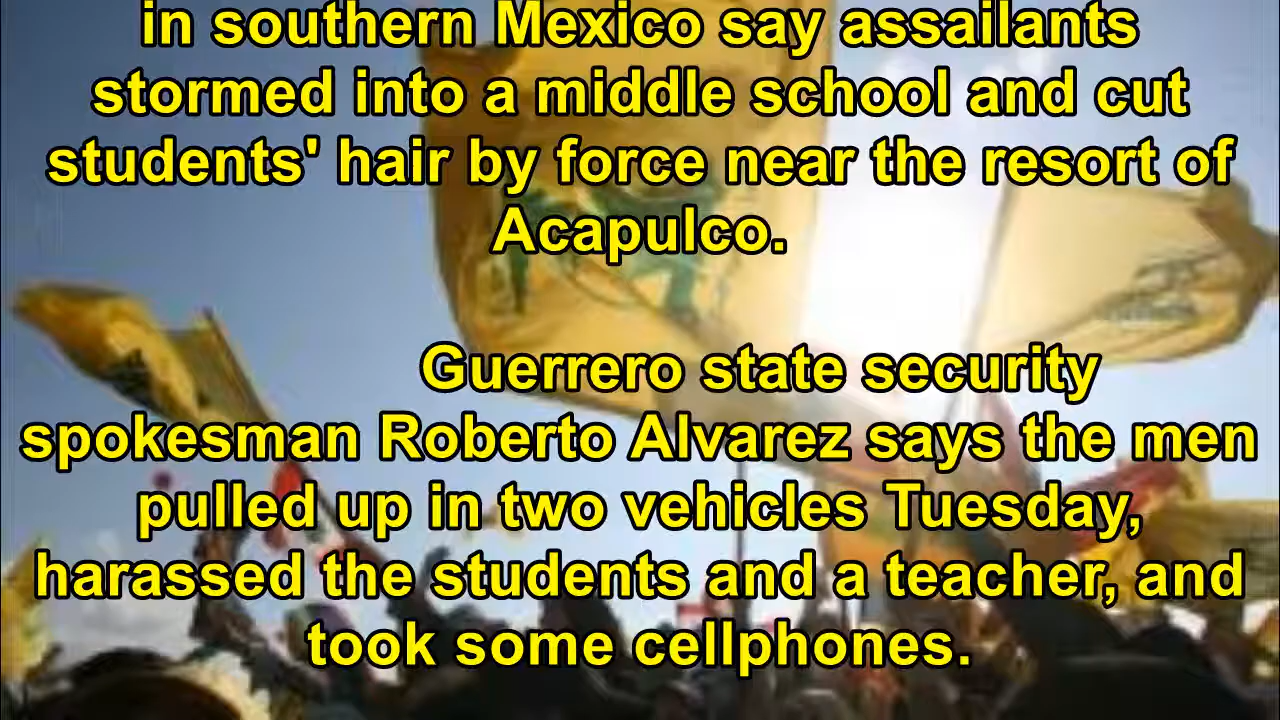 in southern Mexico say assailants
stormed into a middle school and cut
students' hair by force near the resort of
Acapulco.
Guerrero state security
spokesman Roberto Alvarez says the men
pulled up in two vehicles Tuesday,
harassed the students and a teacher, and
took some cellphones.